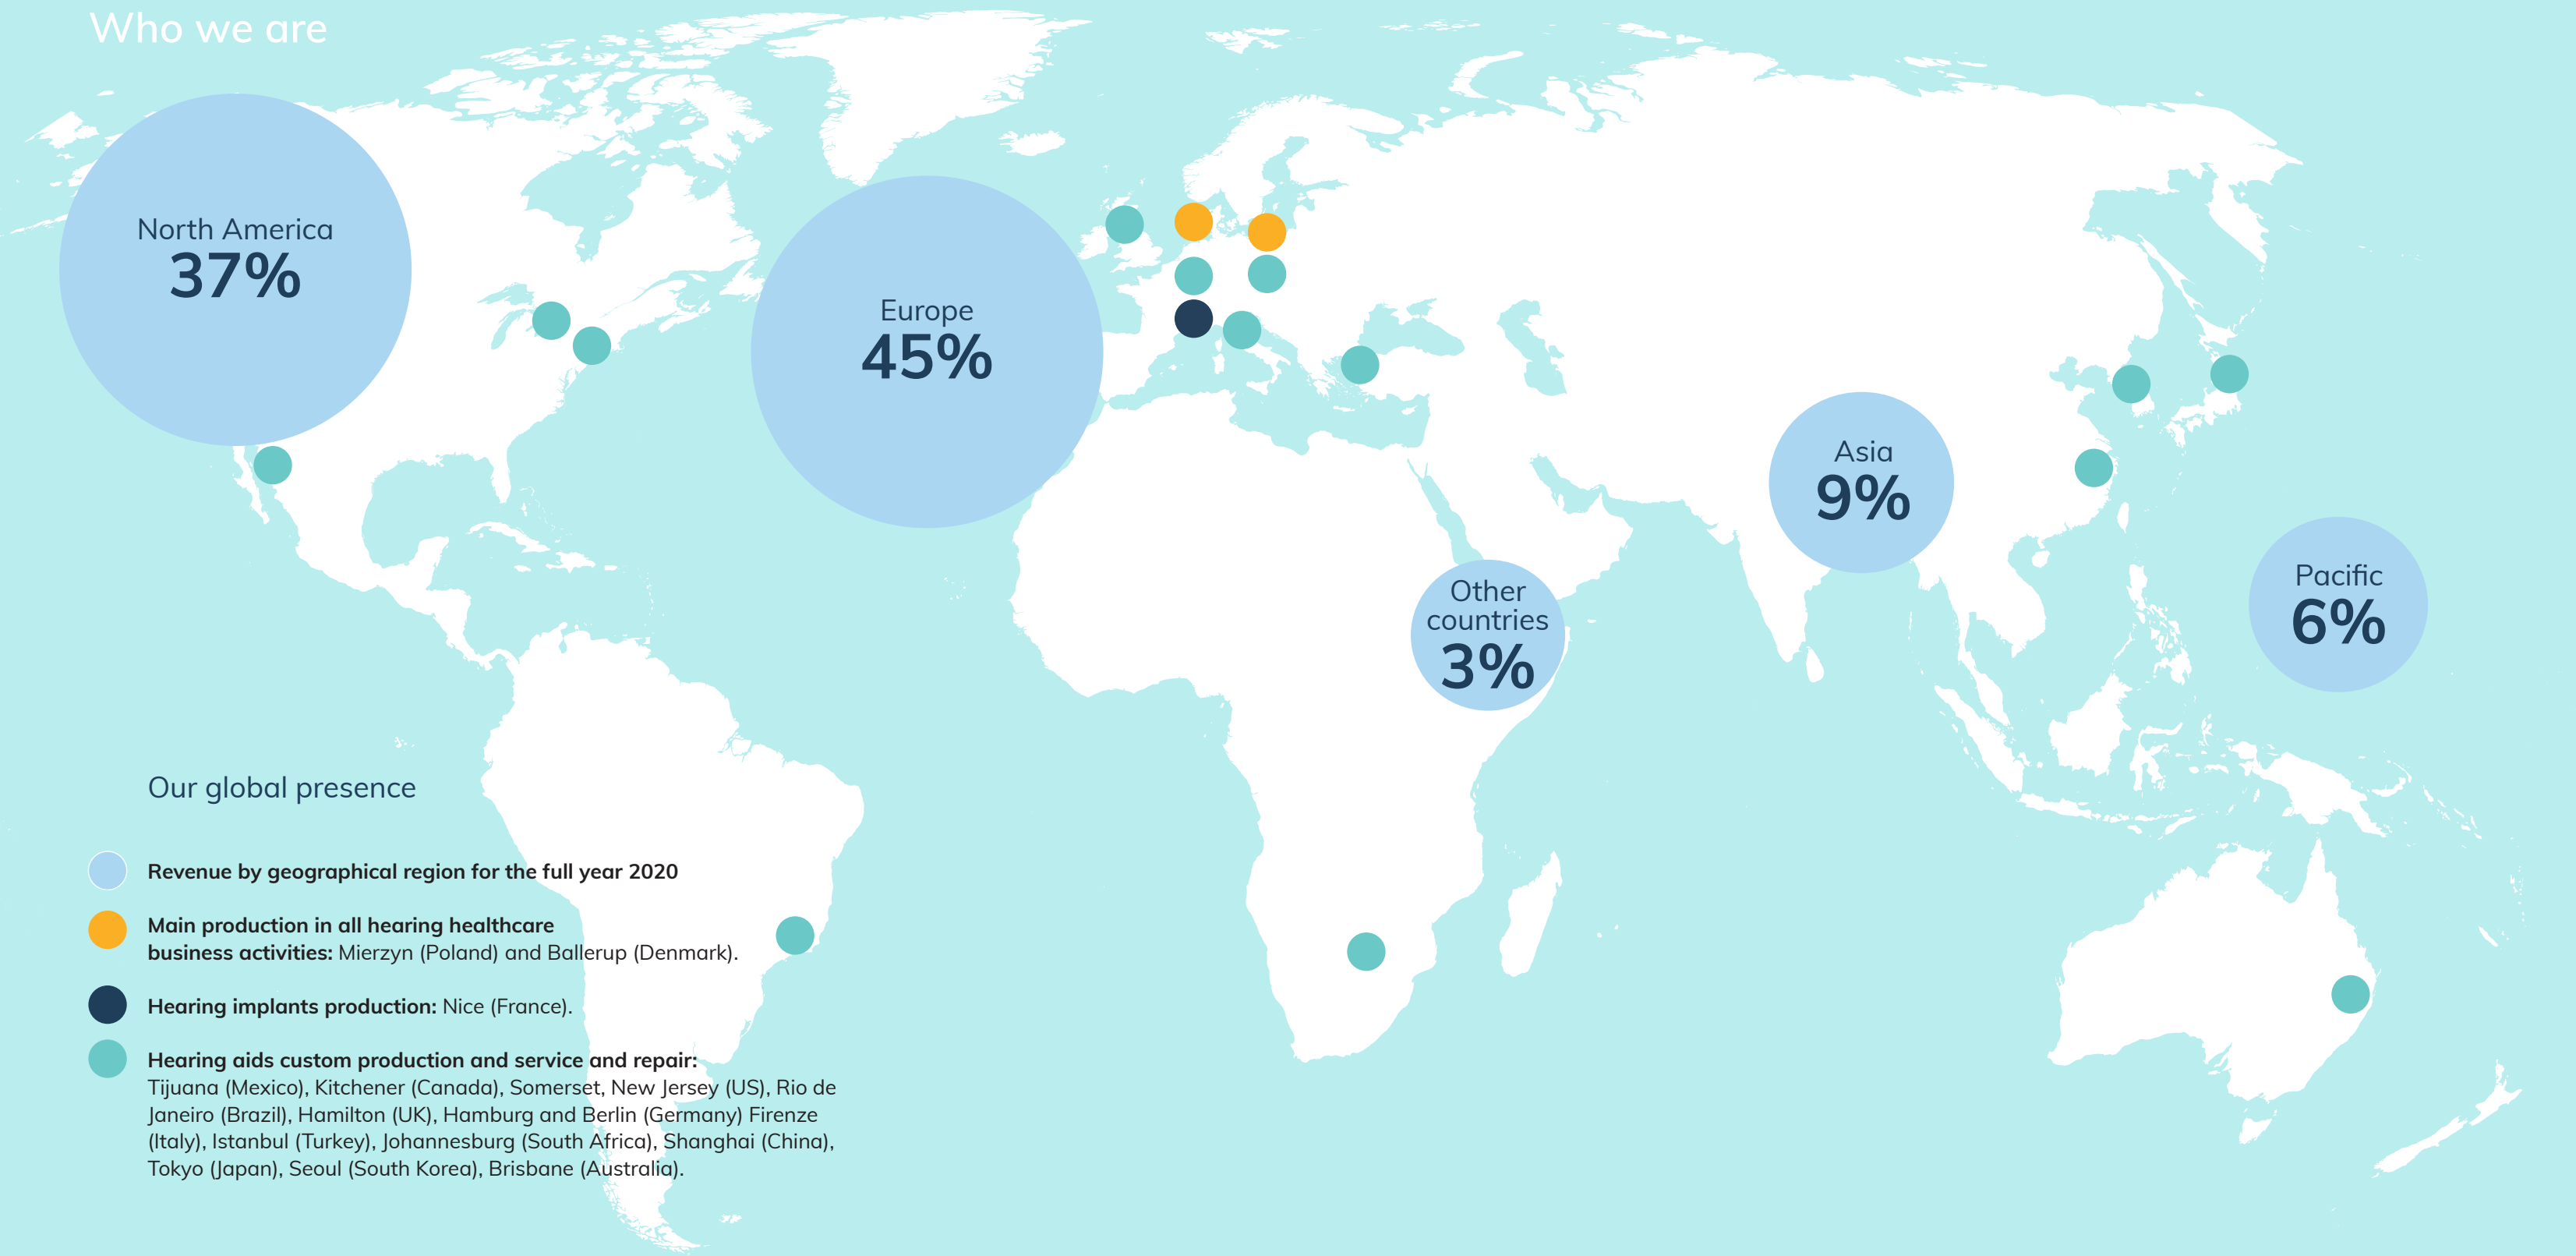 Who we are
North America
37%
Europe
45%
Asia
9%
Other
countries
3%
Pacific
6%
Our global presence
Revenue by geographical region for the full year 2020
Main production in all hearing healthcare
business activities: Mierzyn (Poland) and Ballerup (Denmark).
Hearing implants production: Nice (France).
Hearing aids custom production and service and repair:
Tijuana (Mexico), Kitchener (Canada), Somerset, New Jersey (US), Rio de
Janeiro (Brazil), Hamilton (UK), Hamburg and Berlin (Germany) Firenze
(Italy), Istanbul (Turkey), Johannesburg (South Africa), Shanghai (China),
Tokyo (Japan), Seoul (South Korea), Brisbane (Australia).